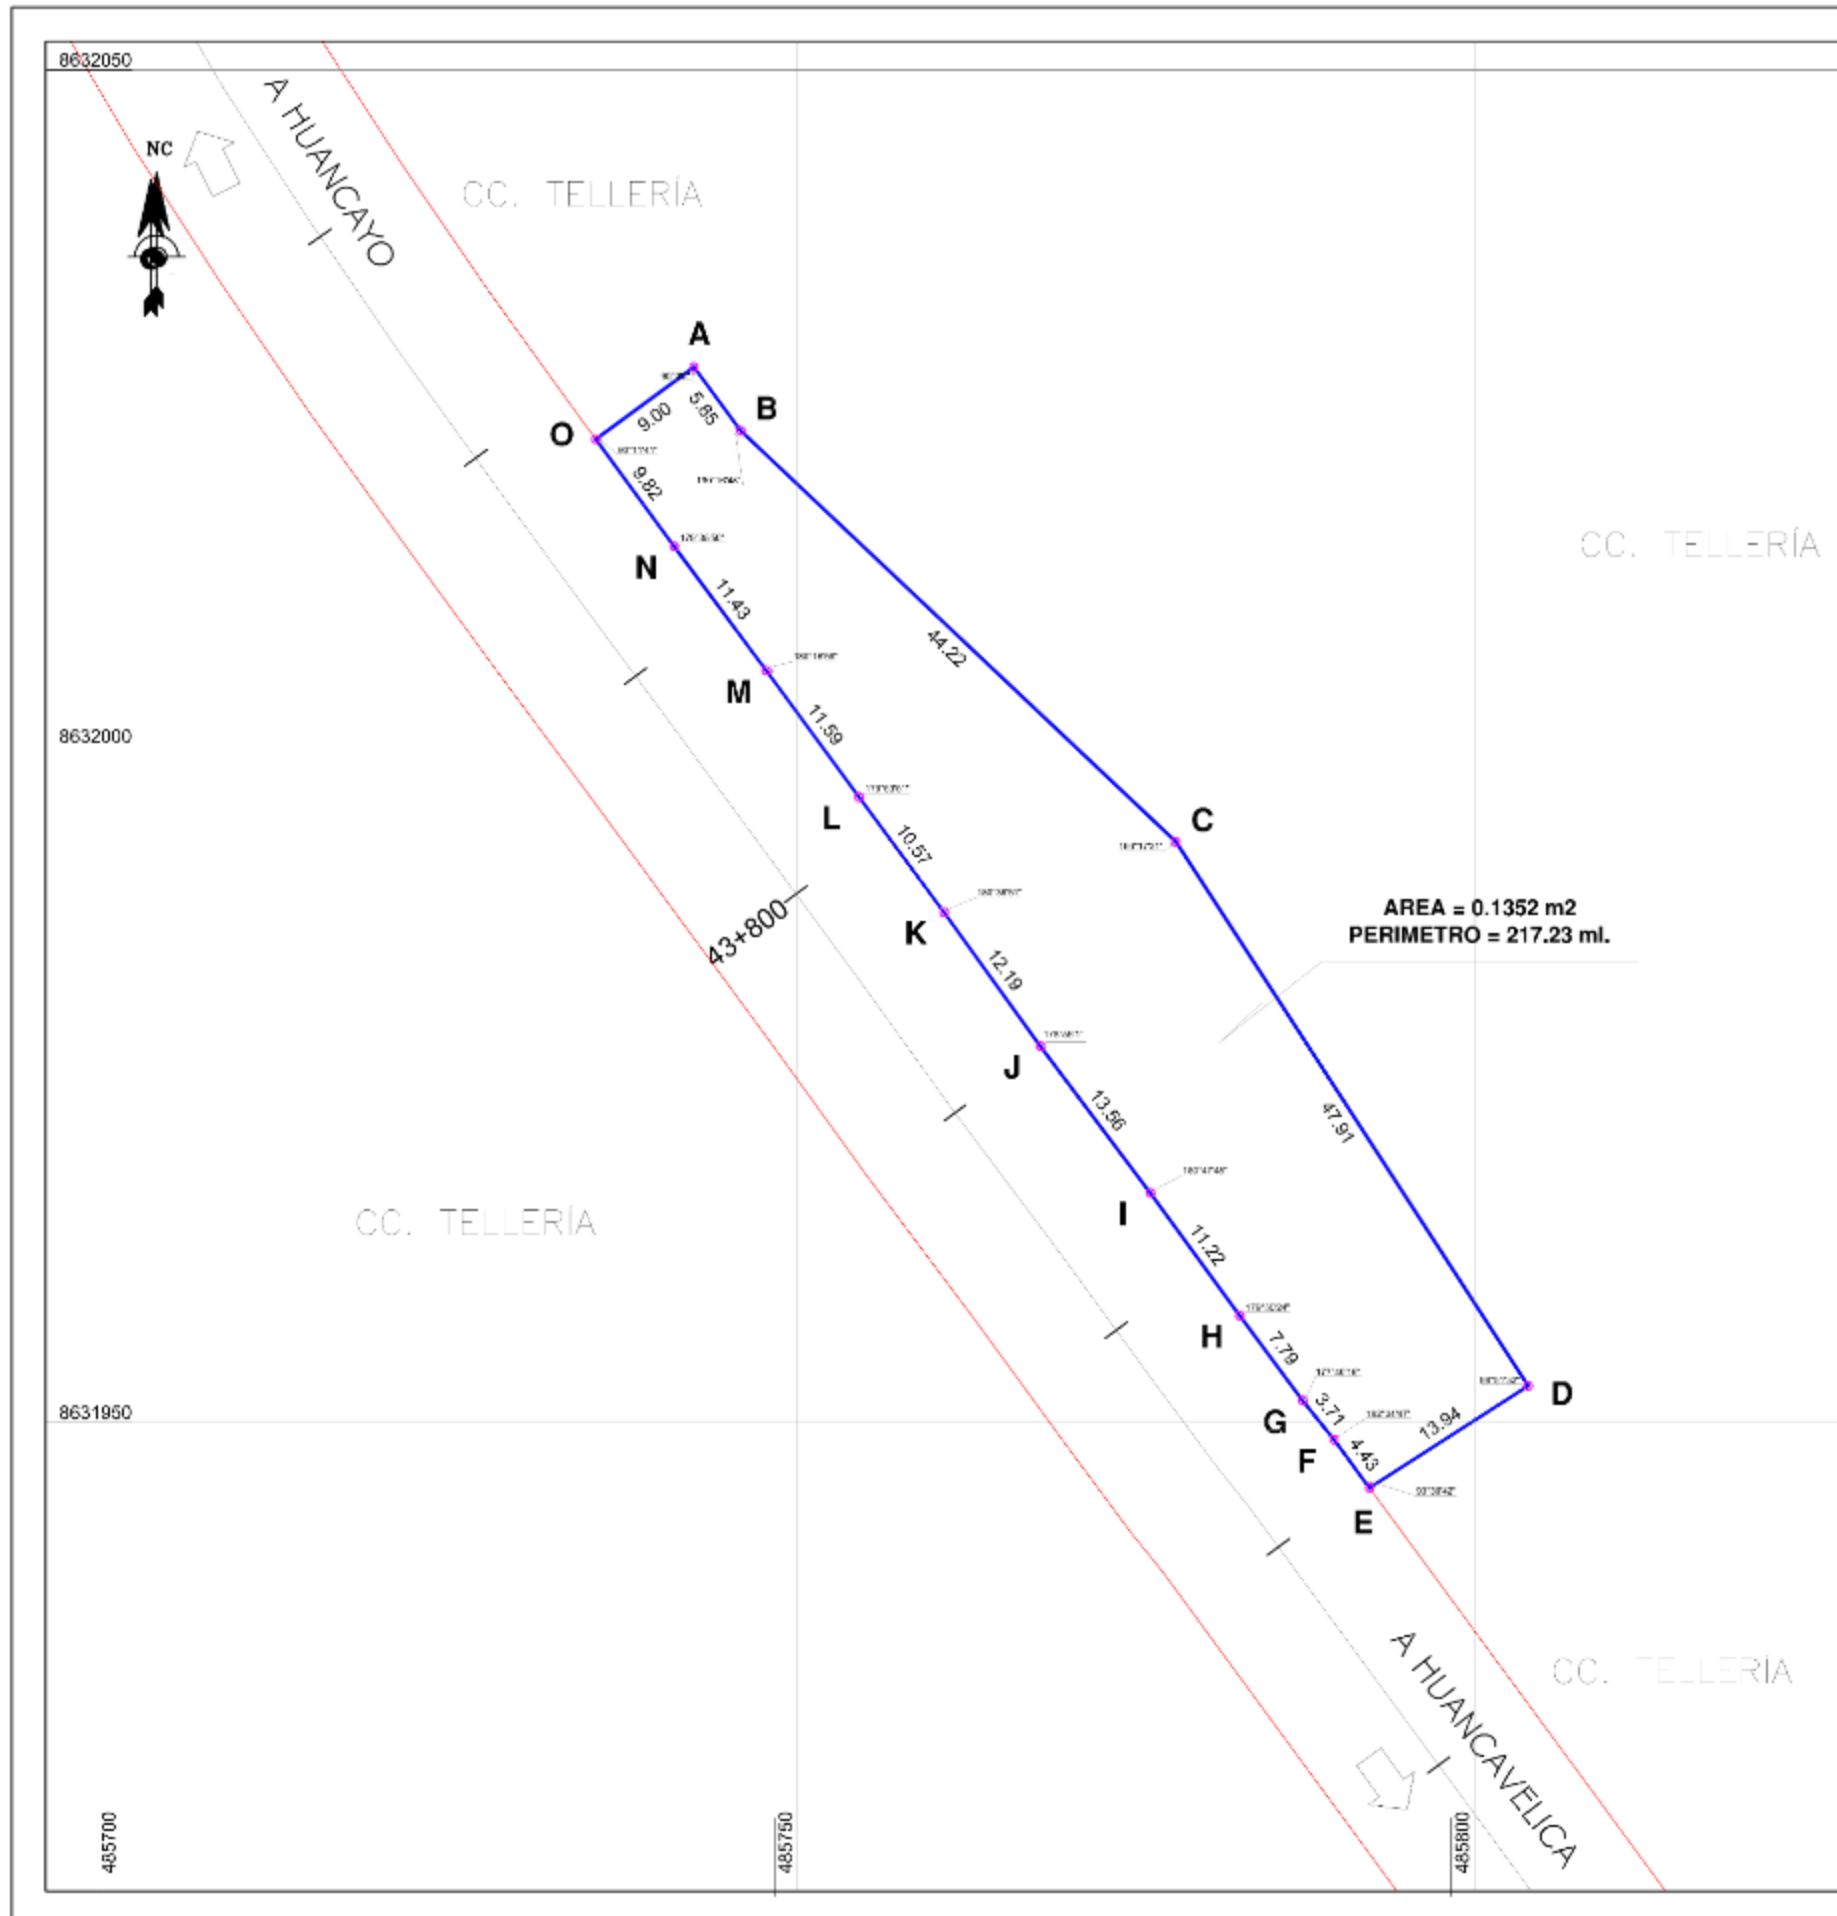 8632050
A HUANCAYO
NC
CC. TELLERÍA
A
B
5.65
9.00
O
9.82
CC. TELLERÍA
N
11.43
44.22
M
11.59
8632000
C
L
10.57
AREA = 0.1352 m2
PERIMETRO = 217.23 ml.
K
43+800
12.19
J
13.56
47.91
CC. TELLERÍA
I
11.22
H
7.79
D
8631950
G
3.71
13.94
F
4.43
E
A HUANCAVELICA
CC. TELLERÍA
485700
485750
485800